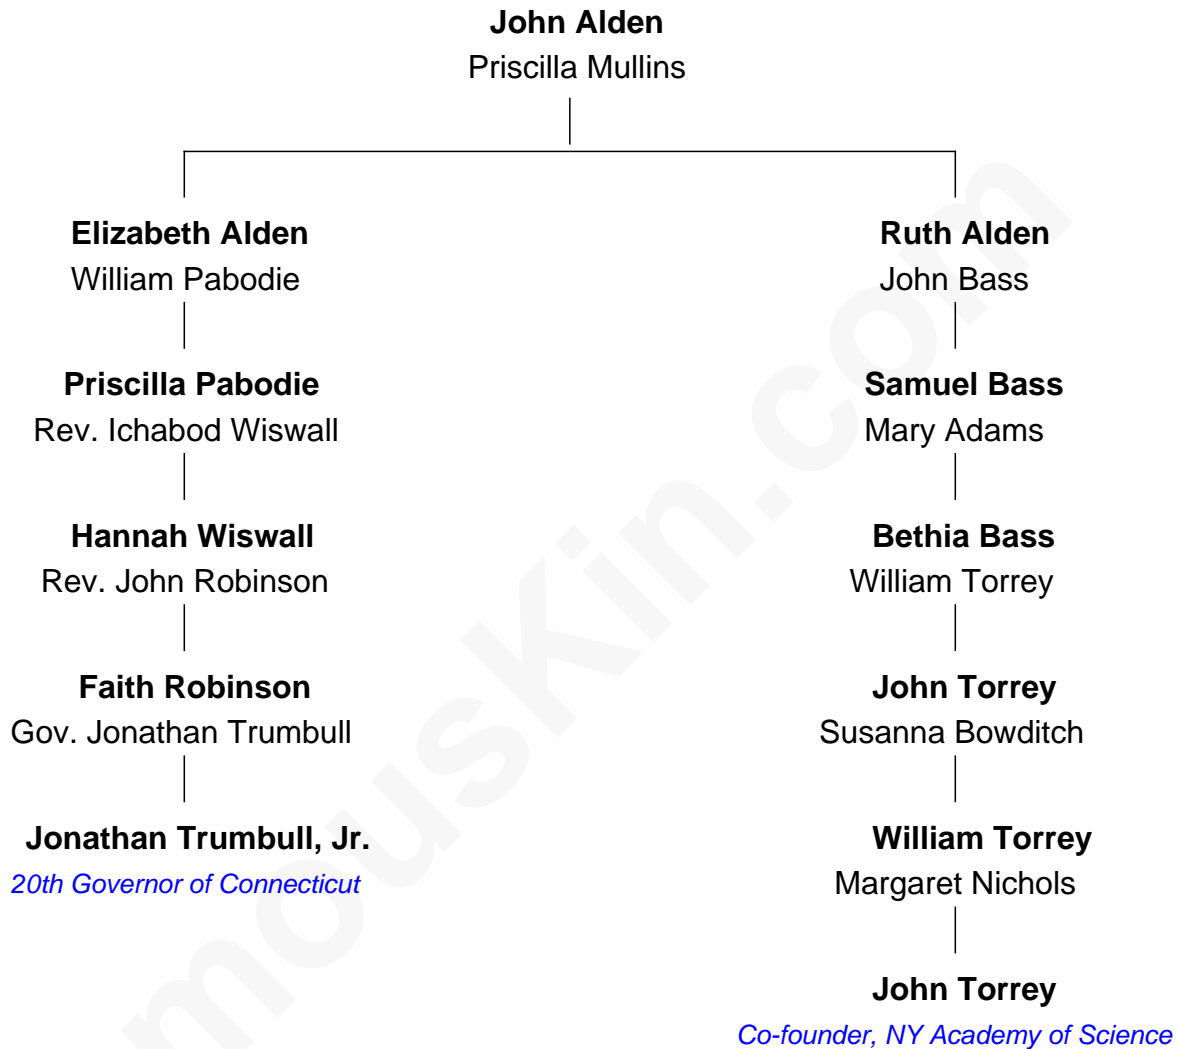 John Alden
Priscilla Mullins
Elizabeth Alden
William Pabodie
Ruth Alden
John Bass
Priscilla Pabodie
Rev. Ichabod Wiswall
Samuel Bass
Mary Adams
Hannah Wiswall
Rev. John Robinson
Bethia Bass
William Torrey
Faith Robinson
Gov. Jonathan Trumbull
John Torrey
Susanna Bowditch
Jonathan Trumbull, Jr.
20th Governor of Connecticut
William Torrey
Margaret Nichols
John Torrey
Co-founder, NY Academy of Science
mousKin.com